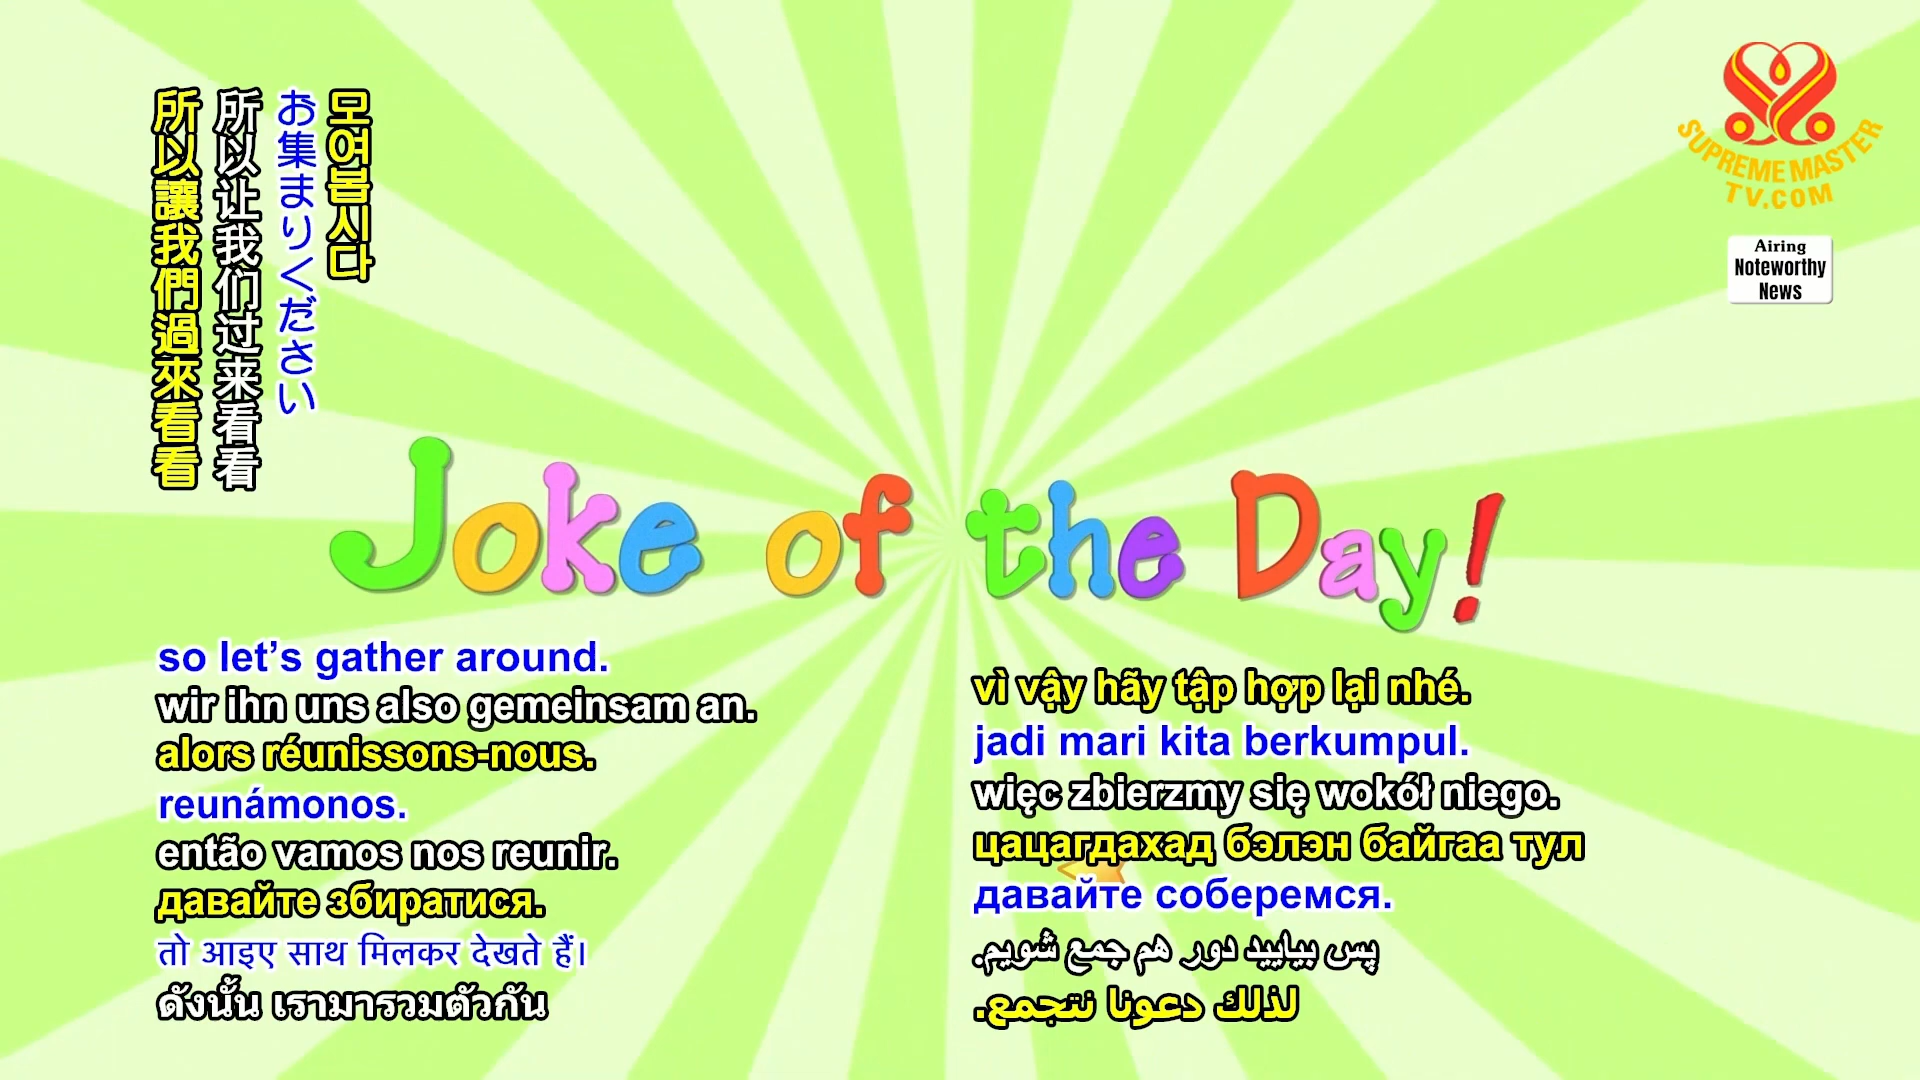 所以讓我們過來看看
所以让我们过来看看
お集まりください
모여봅시다
SUPREME MASTER
TV.COM
Airing
Noteworthy
News
Joke of the Day!
so let’s gather around.
wir ihn uns also gemeinsam an.
alors réunissons-nous.
reunámonos.
então vamos nos reunir.
давайте збиратися.
तो आइए साथ मिलकर देखते हैं।
ดังนั้น เรามารวมตัวกัน
vì vậy hãy tập hợp lại nhé.
jadi mari kita berkumpul.
więc zbierzmy się wokół niego.
цацагдахад бэлэн байгаа тул
давайте соберемся.
پس بیایید دور هم جمع شویم.
لذلك دعونا نتجمع.